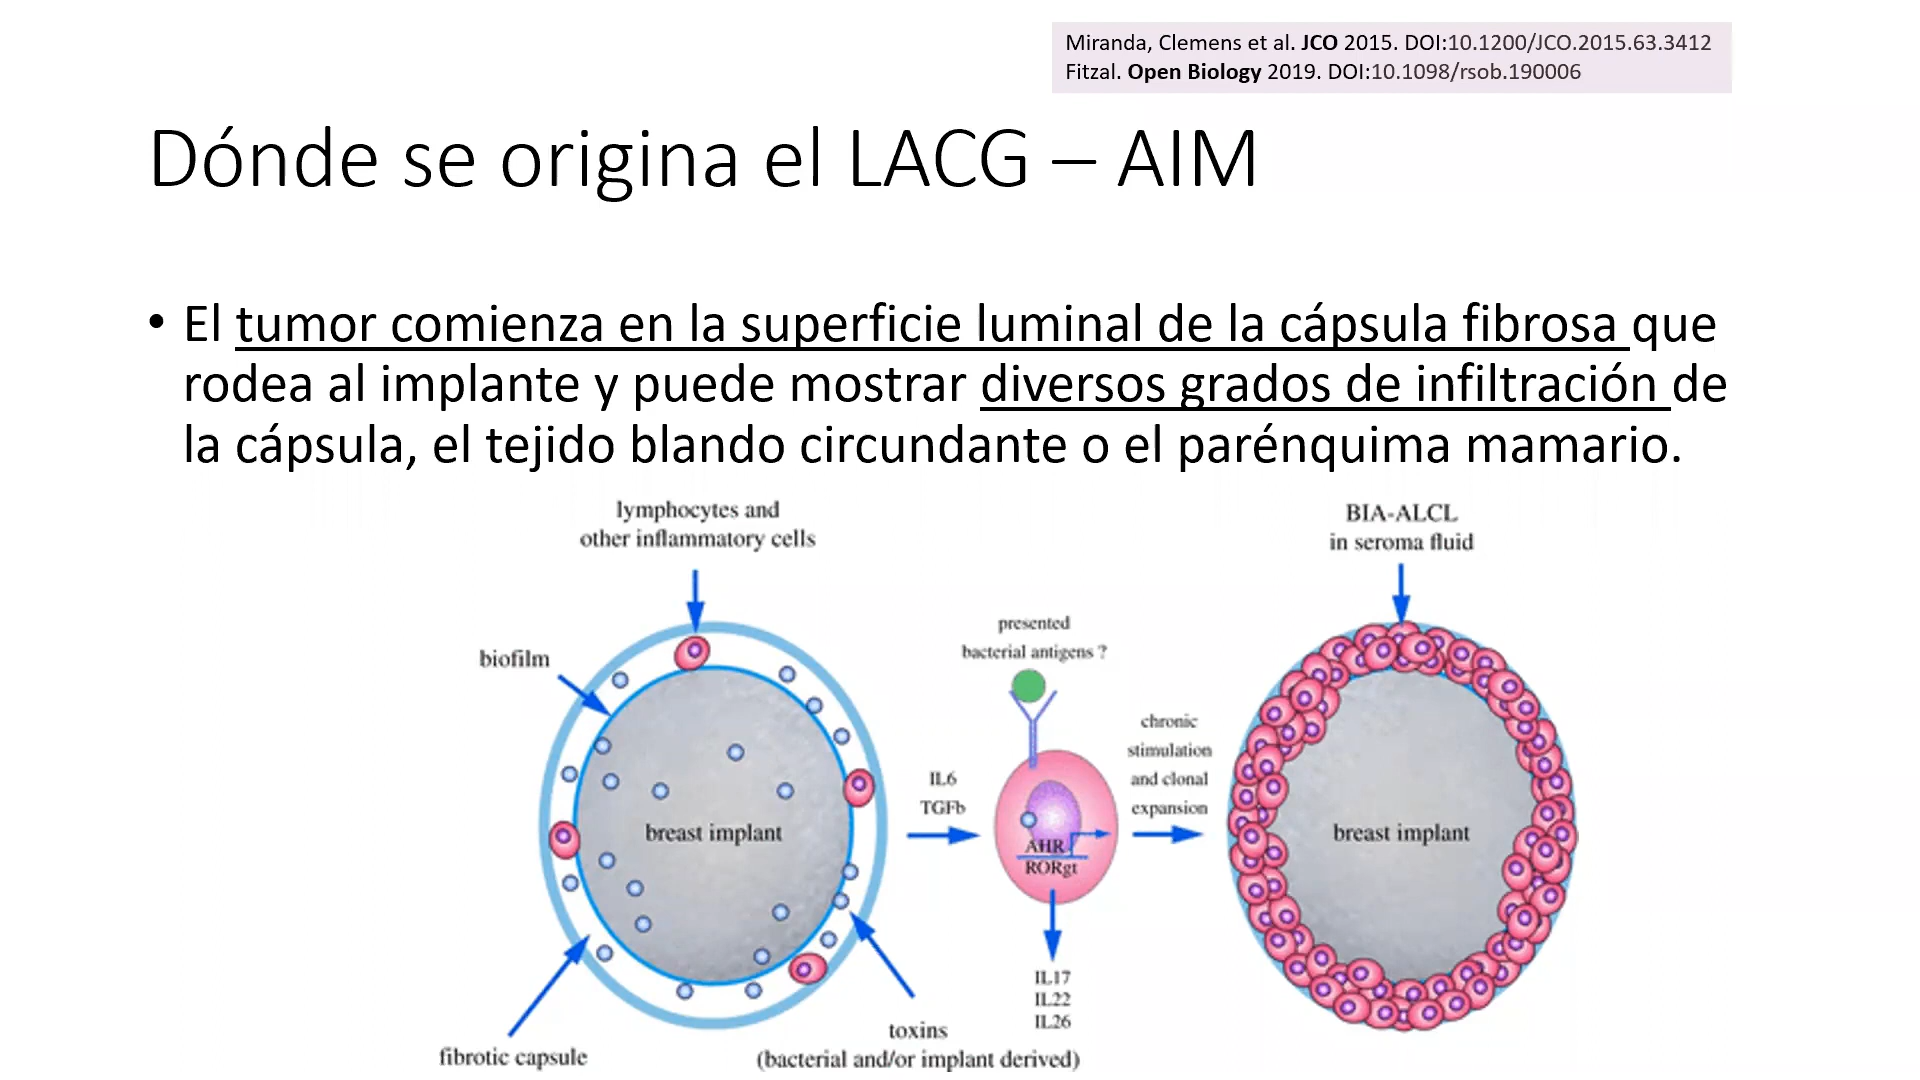 Miranda, Clemens et al. JCO 2015. DOI:10.1200/JCO.2015.63.3412
Fitzal. Open Biology 2019. DOI:10.1098/rsob.190006
Dónde se origina el LACG – AIM
• El tumor comienza en la superficie luminal de la cápsula fibrosa que
rodea al implante y puede mostrar diversos grados de infiltración de
la cápsula, el tejido blando circundante o el parénquima mamario.
lymphocytes and
other inflammatory cells
biofilm
breast implant
fibrotic capsule
toxins
(bacterial and/or implant derived)
IL6
TGFb
presented
bacterial antigens ?
AHR
RORgt
IL17
IL22
IL26
chronic
stimulation
and clonal
expansion
BIA-ALCL
in seroma fluid
breast implant